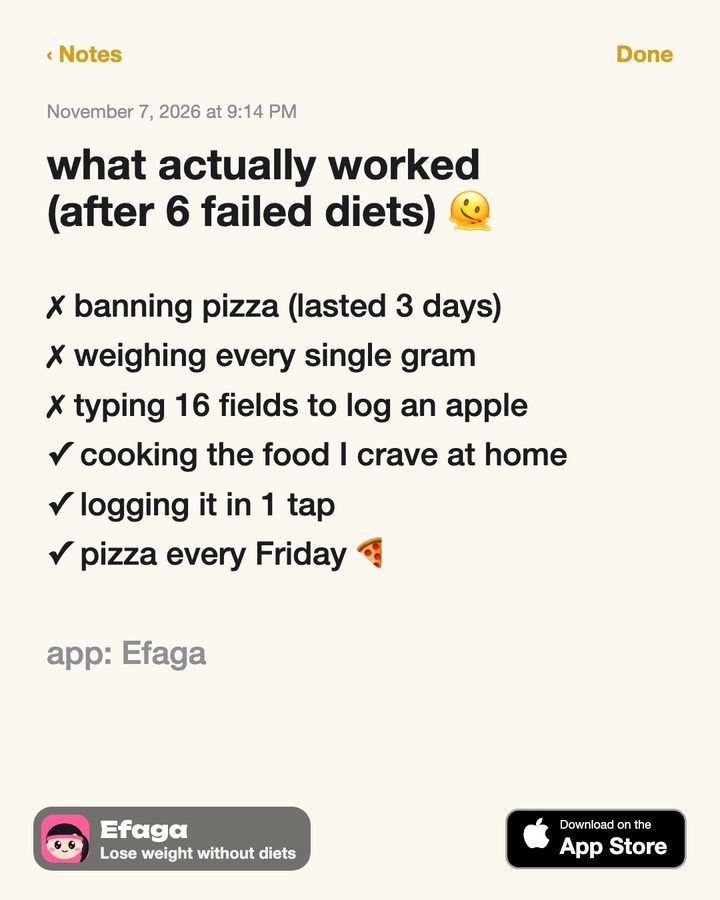 ‹ Notes
Done
November 7, 2026 at 9:14 PM
what actually worked
(after 6 failed diets) 🫠
✗ banning pizza (lasted 3 days)
✗ weighing every single gram
✗ typing 16 fields to log an apple
✓ cooking the food I crave at home
✓ logging it in 1 tap
✓ pizza every Friday 🍕
app: Efaga
Efaga
Lose weight without diets
Download on the
App Store